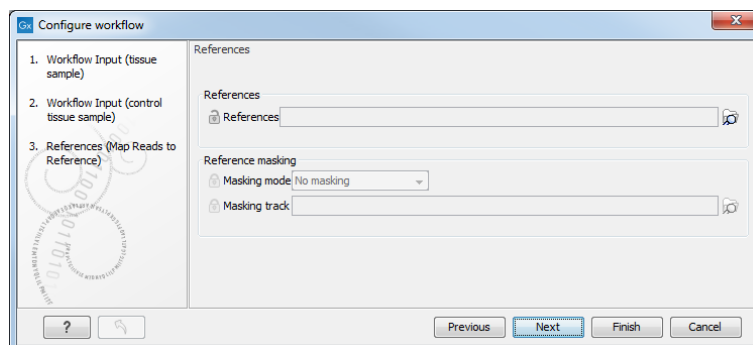 Gx Configure workflow
x
1. Workflow Input (tissue
sample)
2. Workflow Input (control
tissue sample)
3. References (Map Reads to
Reference)
References
References
References
Reference masking
Masking mode No masking
Masking track
? Previous Next Finish Cancel